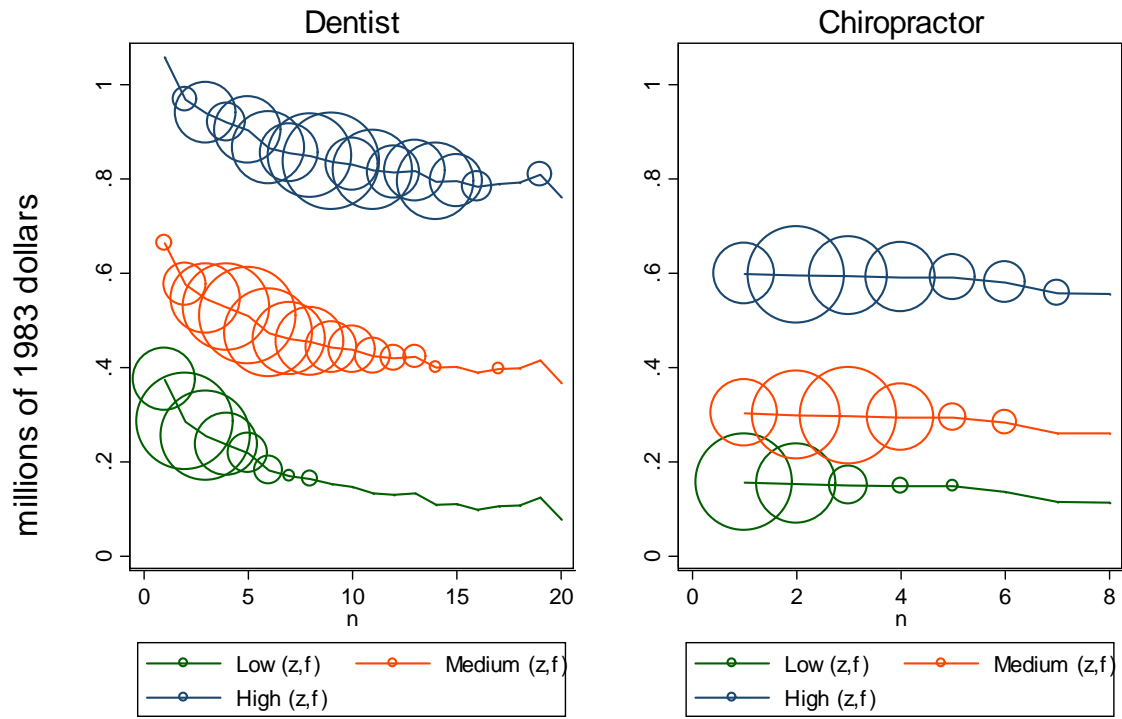 Dentist
Chiropractor
millions of 1983 dollars
1
.8
.6
.4
.2
0
0 5 10 15 20
n
1
.8
.6
.4
.2
0
0 2 4 6 8
n
Low (z,f) Medium (z,f)
High (z,f)
Low (z,f) Medium (z,f)
High (z,f)